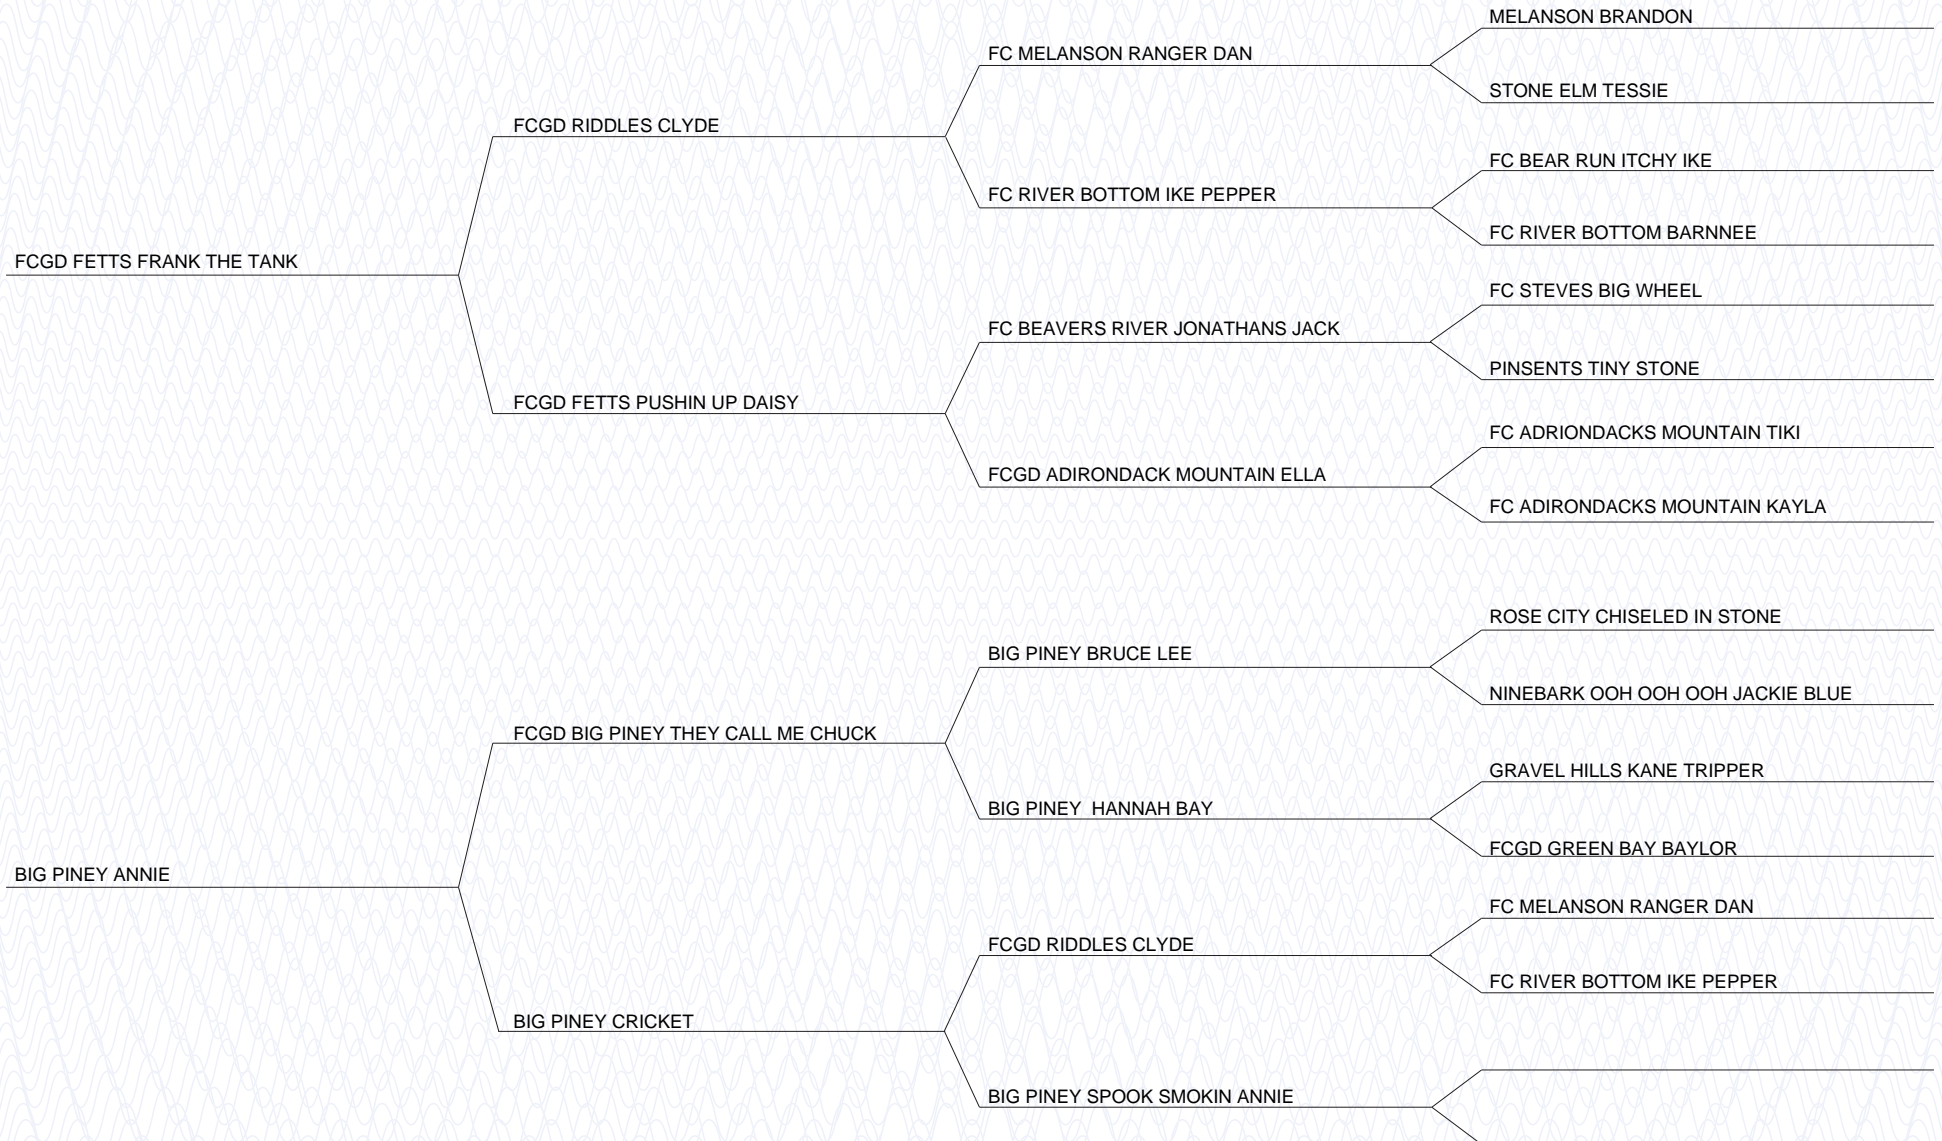 MELANSON BRANDON
FC MELANSON RANGER DAN
STONE ELM TESSIE
FCGD RIDDLES CLYDE
FC BEAR RUN ITCHY IKE
FC RIVER BOTTOM IKE PEPPER
FC RIVER BOTTOM BARNNEE
FCGD FETTS FRANK THE TANK
FC STEVES BIG WHEEL
FC BEAVERS RIVER JONATHANS JACK
PINSENTS TINY STONE
FCGD FETTS PUSHIN UP DAISY
FC ADRIONDACKS MOUNTAIN TIKI
FCGD ADIRONDACK MOUNTAIN ELLA
FC ADIRONDACKS MOUNTAIN KAYLA
ROSE CITY CHISELED IN STONE
BIG PINEY BRUCE LEE
NINEBARK OOH OOH OOH JACKIE BLUE
FCGD BIG PINEY THEY CALL ME CHUCK
GRAVEL HILLS KANE TRIPPER
BIG PINEY  HANNAH BAY
FCGD GREEN BAY BAYLOR
BIG PINEY ANNIE
FC MELANSON RANGER DAN
FCGD RIDDLES CLYDE
FC RIVER BOTTOM IKE PEPPER
BIG PINEY CRICKET
BIG PINEY SPOOK SMOKIN ANNIE